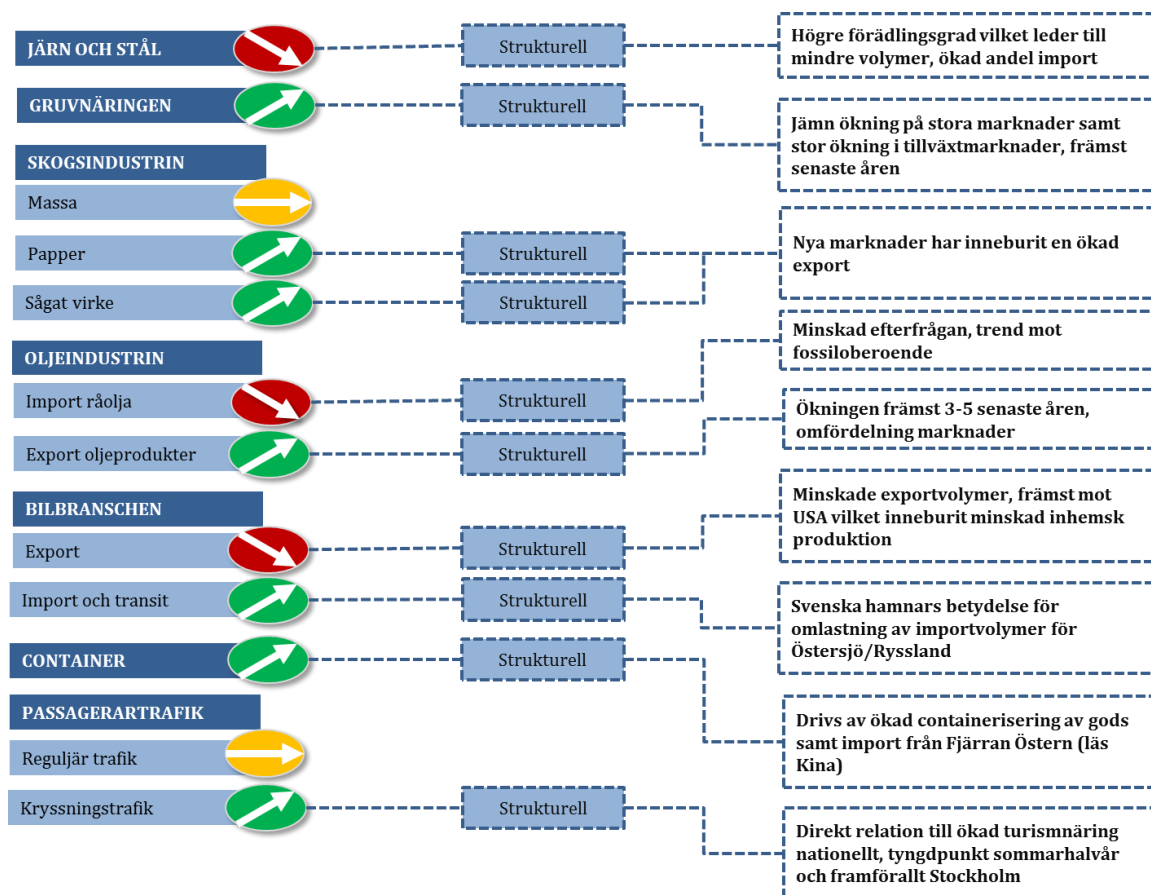 JÄRN OCH STÅL
Strukturell
Högre förädlingsgrad vilket leder till
mindre volymer, ökad andel import
GRUVNÄRINGEN
Strukturell
Jämn ökning på stora marknader samt
stor ökning i tillväxtmarknader, främst
senaste åren
SKOGSINDUSTRIN
Massa
Papper
Strukturell
Sågat virke
Strukturell
Nya marknader har inneburit en ökad
export
OLJEINDUSTRIN
Import råolja
Strukturell
Minskad efterfrågan, trend mot
fossiloberoende
Export oljeprodukter
Strukturell
Ökningen främst 3-5 senaste åren,
omfördelning marknader
BILBRANSCHEN
Export
Strukturell
Minskade exportvolymer, främst mot
USA vilket inneburit minskad inhemsk
produktion
Import och transit
Strukturell
Svenska hamnars betydelse för
omlastning av importvolymer för
Östersjö/Ryssland
CONTAINER
Strukturell
Drivs av ökad containerisering av gods
samt import från Fjärran Östern (läs
Kina)
PASSAGERARTRAFIK
Reguljär trafik
Kryssningstrafik
Strukturell
Direkt relation till ökad turismnäring
nationellt, tyngdpunkt sommarhalvår
och framförallt Stockholm